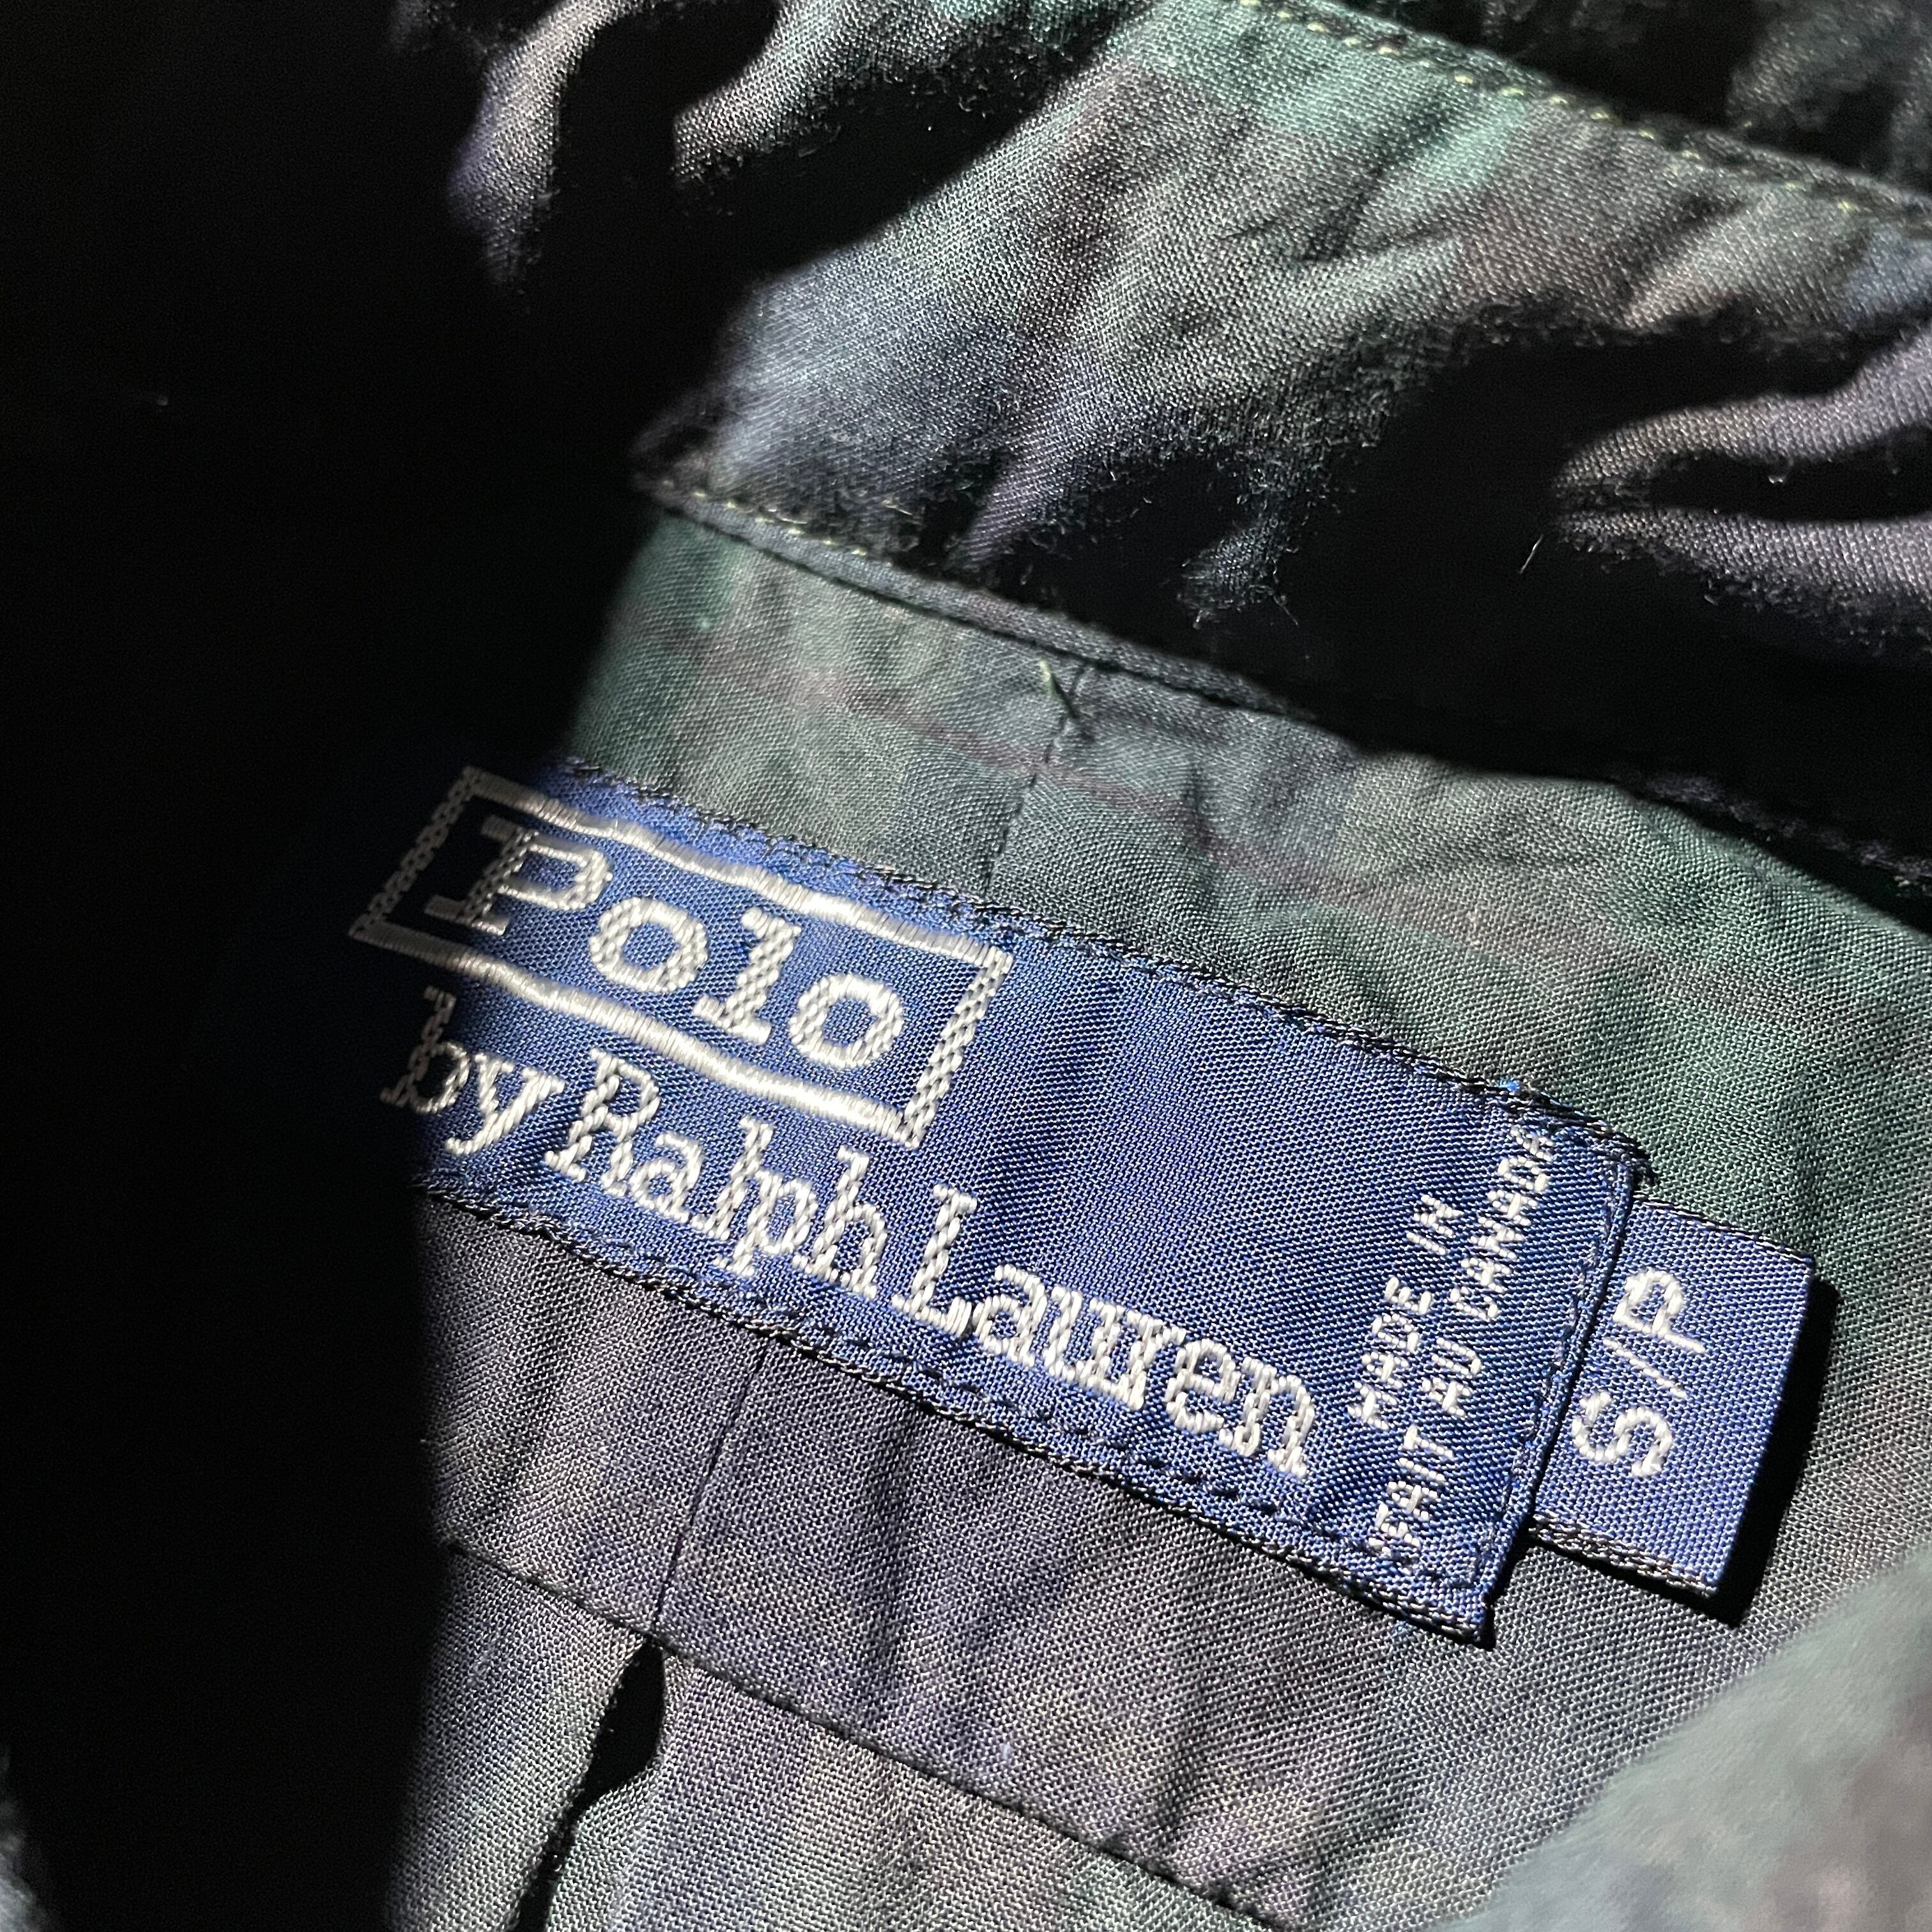 Polo
by Ralph Lauren
MADE IN
FAIT AU CANADA
S/P